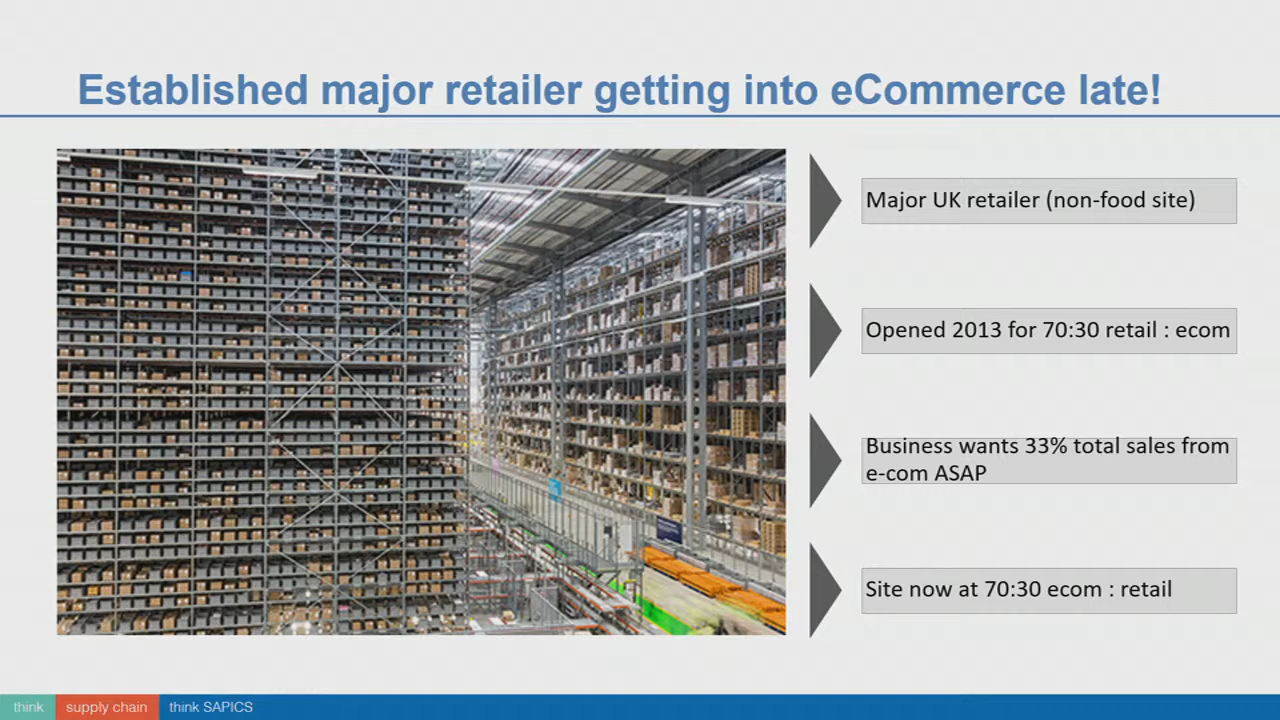 Established major retailer getting into eCommerce late!
Major UK retailer (non-food site)
Opened 2013 for 70:30 retail : ecom
Business wants 33% total sales from
e-com ASAP
Site now at 70:30 ecom : retail
think supply chain think SAPICS